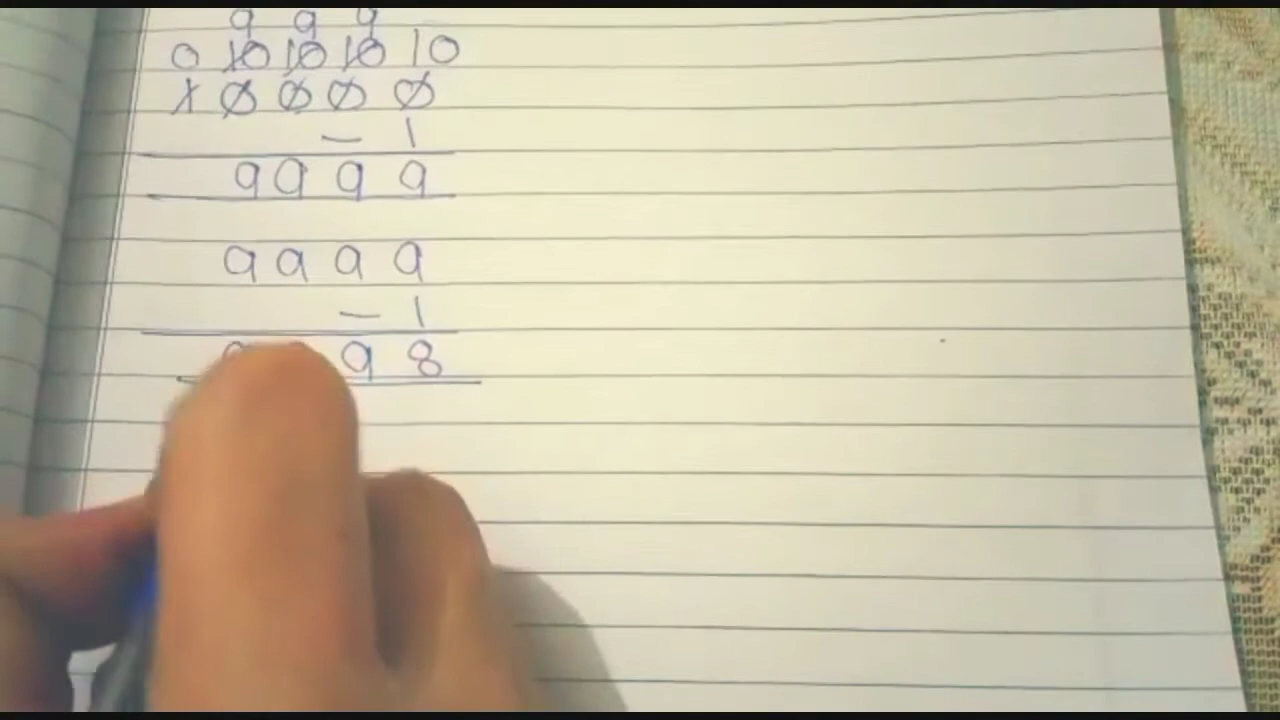 9 9 9
0 10 10 10 10
1 0 0 0 0
— 1
9 9 9 9
9 9 9 9
— 1
9 8